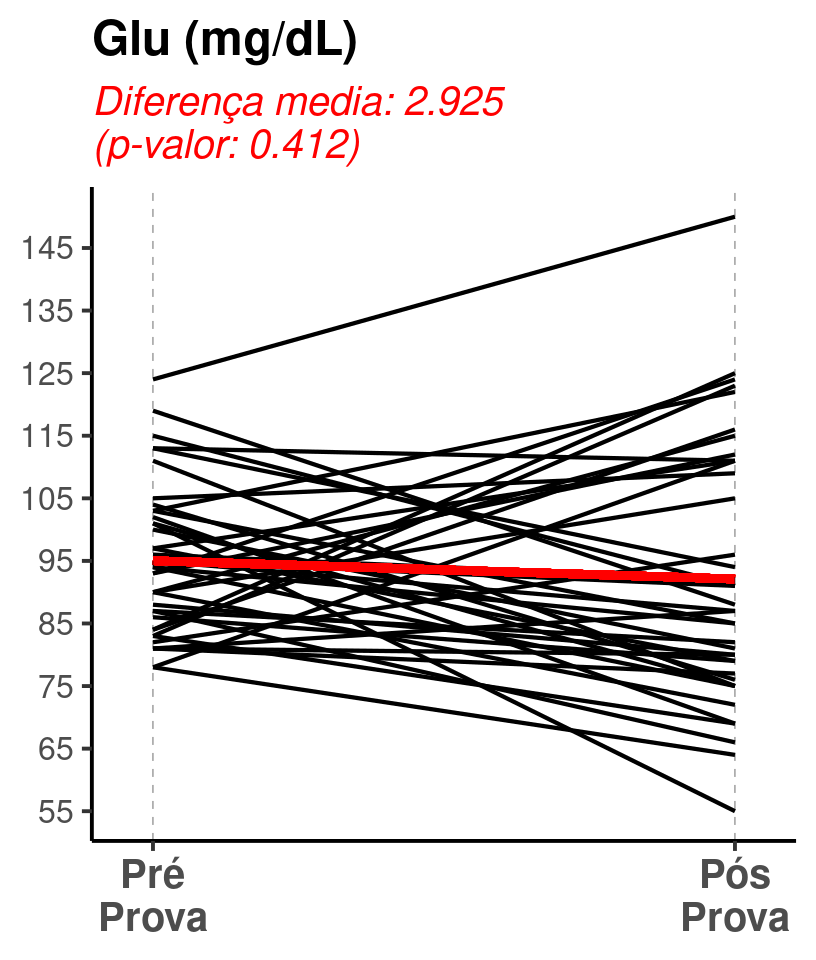 Glu (mg/dL)
Diferença media: 2.925
(p-valor: 0.412)
145
135
125
115
105
95
85
75
65
55
Pré
Prova
Pós
Prova